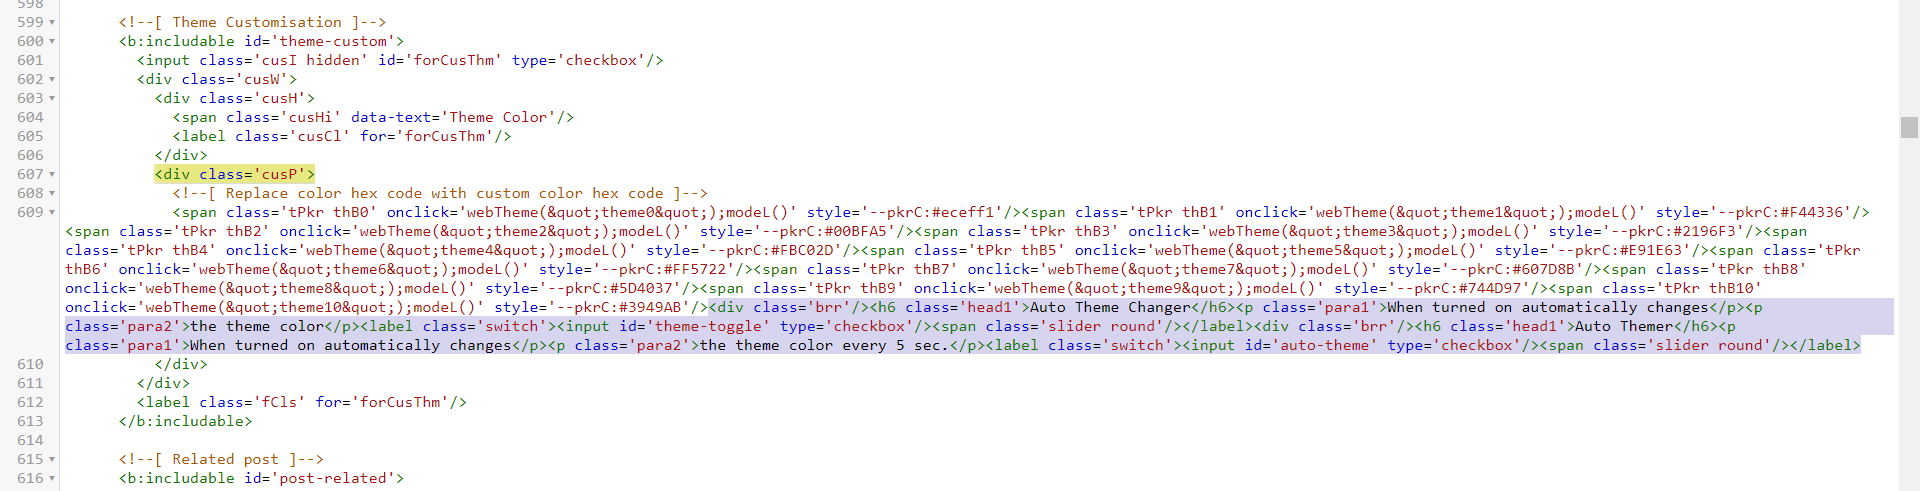 598
599 <!--[ Theme Customisation ]-->
600 <b:includable id='theme-custom'>
601 <input class='cusI hidden' id='forCusThm' type='checkbox'/>
602 <div class='cusW'>
603 <div class='cusH'>
604 <span class='cusHi' data-text='Theme Color'/>
605 <label class='cusCl' for='forCusThm'/>
606 </div>
607 <div class='cusP'>
608 <!--[ Replace color hex code with custom color hex code ]-->
609 <span class='tPkr thB0' onclick='webTheme(&quot;theme0&quot;);modeL()' style='--pkrC:#eceff1'/><span class='tPkr thB1' onclick='webTheme(&quot;theme1&quot;);modeL()' style='--pkrC:#F44336'/>
<span class='tPkr thB2' onclick='webTheme(&quot;theme2&quot;);modeL()' style='--pkrC:#00BFA5'/><span class='tPkr thB3' onclick='webTheme(&quot;theme3&quot;);modeL()' style='--pkrC:#2196F3'/><span
class='tPkr thB4' onclick='webTheme(&quot;theme4&quot;);modeL()' style='--pkrC:#FBC02D'/><span class='tPkr thB5' onclick='webTheme(&quot;theme5&quot;);modeL()' style='--pkrC:#E91E63'/><span class='tPkr
thB6' onclick='webTheme(&quot;theme6&quot;);modeL()' style='--pkrC:#FF5722'/><span class='tPkr thB7' onclick='webTheme(&quot;theme7&quot;);modeL()' style='--pkrC:#607D8B'/><span class='tPkr thB8'
onclick='webTheme(&quot;theme8&quot;);modeL()' style='--pkrC:#5D4037'/><span class='tPkr thB9' onclick='webTheme(&quot;theme9&quot;);modeL()' style='--pkrC:#744D97'/><span class='tPkr thB10'
onclick='webTheme(&quot;theme10&quot;);modeL()' style='--pkrC:#3949AB'/><div class='brr'/><h6 class='head1'>Auto Theme Changer</h6><p class='para1'>When turned on automatically changes</p><p
class='para2'>the theme color</p><label class='switch'><input id='theme-toggle' type='checkbox'/><span class='slider round'/></label><div class='brr'/><h6 class='head1'>Auto Themer</h6><p
class='para1'>When turned on automatically changes</p><p class='para2'>the theme color every 5 sec.</p><label class='switch'><input id='auto-theme' type='checkbox'/><span class='slider round'/></label>
610 </div>
611 </div>
612 <label class='fCls' for='forCusThm'/>
613 </b:includable>
614
615 <!--[ Related post ]-->
616 <b:includable id='post-related'>